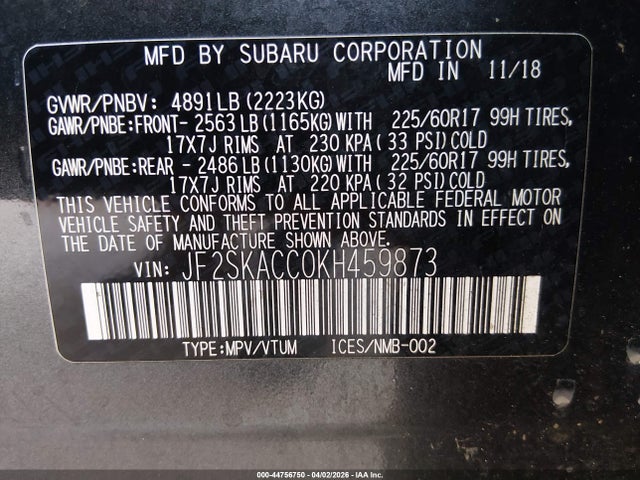 MFD BY SUBARU CORPORATION
MFD IN 11/18
GVWR/PNBV: 4891LB(2223KG)
GAWR/PNBE:FRONT- 2563LB(1165KG)WITH 225/60R17 99H TIRES,
17X7J RIMS AT 230 KPA(33 PSI)COLD
GAWR/PNBE:REAR - 2486LB(1130KG)WITH 225/60R17 99H TIRES,
17X7J RIMS AT 220 KPA(32 PSI)COLD
THIS VEHICLE CONFORMS TO ALL APPLICABLE FEDERAL MOTOR
VEHICLE SAFETY AND THEFT PREVENTION STANDARDS IN EFFECT ON
THE DATE OF MANUFACTURE SHOWN ABOVE.
VIN: JF2SKACC0KH459873
TYPE:MPV/VTUM ICES/NMB-002
000-44756750 04/02/2026 - IAA Inc.